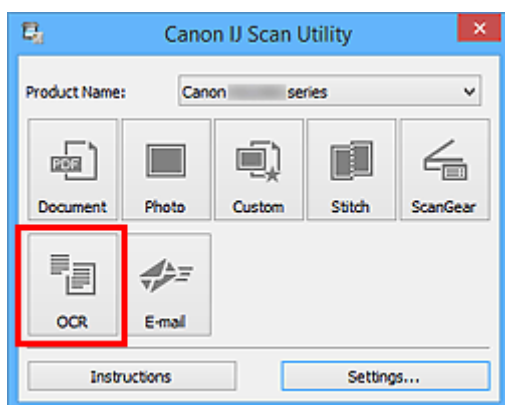 Canon IJ Scan Utility
Product Name: Canon series
PDF
Document Photo Custom Stitch ScanGear
OCR E-mail
Instructions Settings...